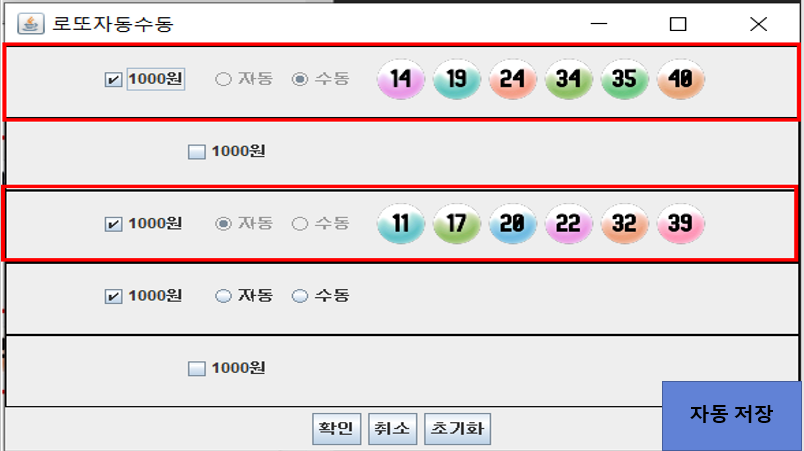 로또자동수동
1000원 자동 수동 14 19 24 34 35 40
1000원
1000원 자동 수동 11 17 20 22 32 39
1000원 자동 수동
1000원
확인 취소 초기화
자동 저장